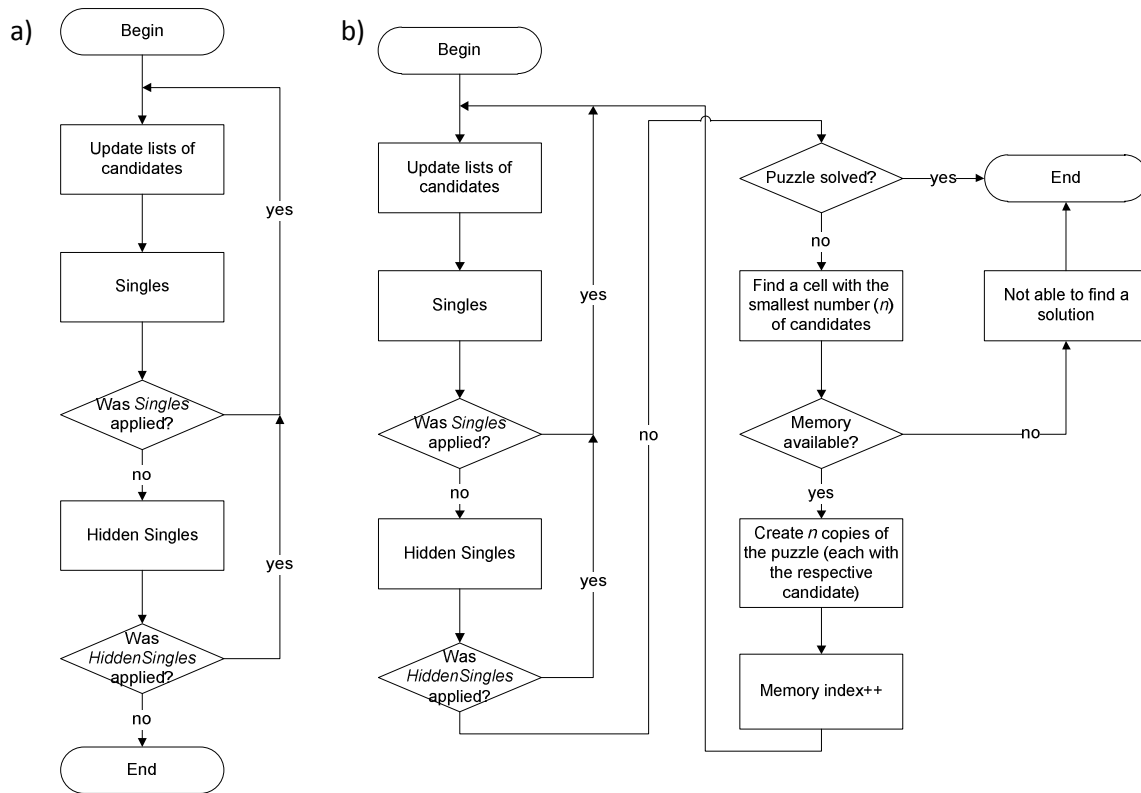 a)
Begin
Update lists of
candidates
Singles
Was Singles
applied?
yes
no
Hidden Singles
Was
HiddenSingles
applied?
yes
no
End
b)
Begin
Update lists of
candidates
Singles
Was Singles
applied?
yes
no
Hidden Singles
Was
HiddenSingles
applied?
yes
no
Puzzle solved?
yes
End
no
Find a cell with the
smallest number (n)
of candidates
Not able to find a
solution
Memory
available?
no
yes
Create n copies of
the puzzle (each with
the respective
candidate)
Memory index++